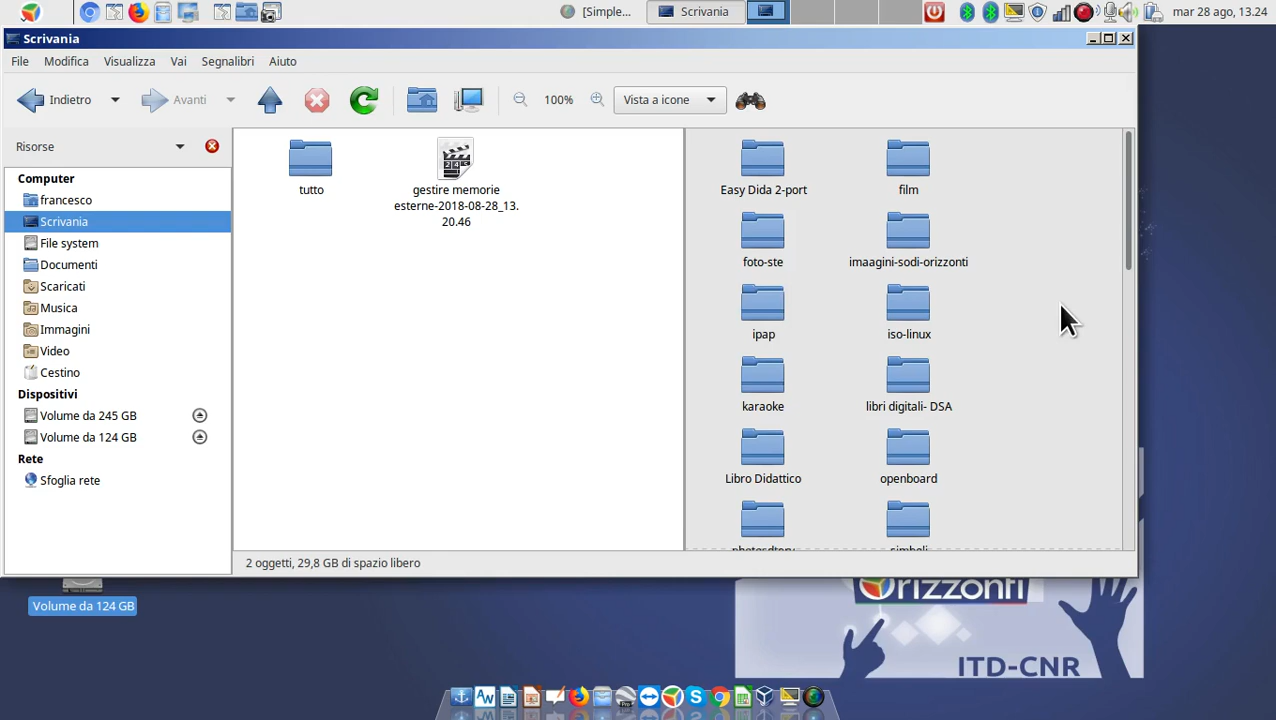 [Simple...
Scrivania
mar 28 ago, 13.24
Scrivania
File
Modifica
Visualizza
Vai
Segnalibri
Aiuto
Indietro
Avanti
100%
Vista a icone
Risorse
Computer
francesco
Scrivania
File system
Documenti
Scaricati
Musica
Immagini
Video
Cestino
Dispositivi
Volume da 245 GB
Volume da 124 GB
Rete
Sfoglia rete
tutto
gestire memorie
esterne-2018-08-28_13.
20.46
Easy Dida 2-port
film
foto-ste
imaagini-sodi-orizzonti
ipap
iso-linux
karaoke
libri digitali- DSA
Libro Didattico
openboard
simboli
2 oggetti, 29,8 GB di spazio libero
Volume da 124 GB
Orizzonti
ITD-CNR